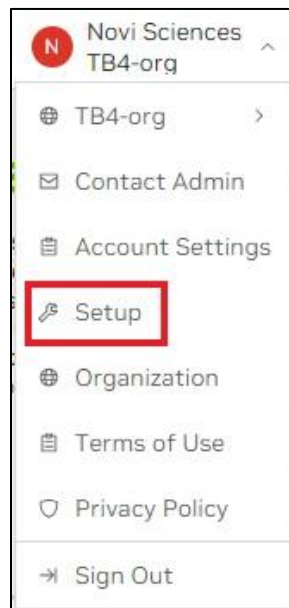 N
Novi Sciences
TB4-org
TB4-org
Contact Admin
Account Settings
Setup
Organization
Terms of Use
Privacy Policy
Sign Out